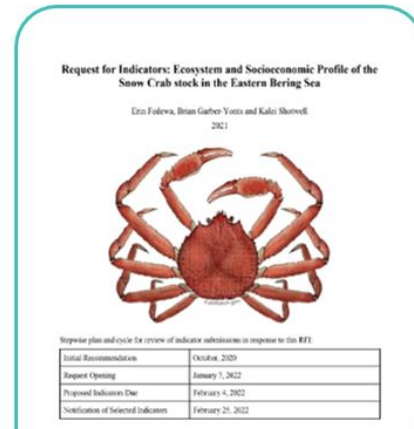 Request for Indicators: Ecosystem and Socioeconomic Profile of the
Snow Crab stock in the Eastern Bering Sea
Erin Fedewa, Brian Garber-Yonts and Kalei Shotwell
2021
Stepwise plan and cycle for review of indicator submissions in response to this RFI:
Initial Recommendation October, 2020
Request Opening January 7, 2022
Proposed Indicators Due February 4, 2022
Notification of Selected Indicators February 25, 2022